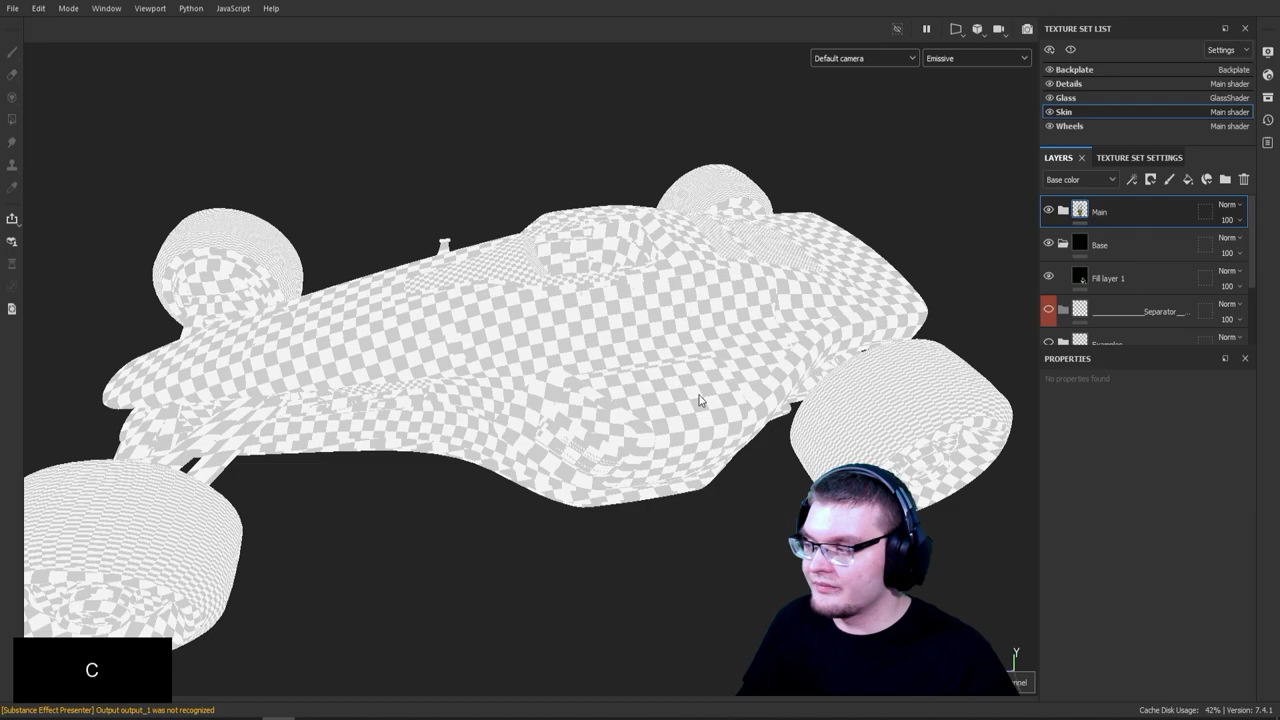 File Edit Mode Window Viewport Python JavaScript Help
Default camera
Emissive
TEXTURE SET LIST
Settings
Backplate Backplate
Details Main shader
Glass GlassShader
Skin Main shader
Wheels Main shader
LAYERS TEXTURE SET SETTINGS
Base color
Main Norm
100
Base Norm
100
Fill layer 1 Norm
100
__________Separator__... Norm
100
Examples Norm
PROPERTIES
No properties found
Y
C
[Substance Effect Presenter] Output output_1 was not recognized
Cache Disk Usage: 42% | Version: 7.4.1